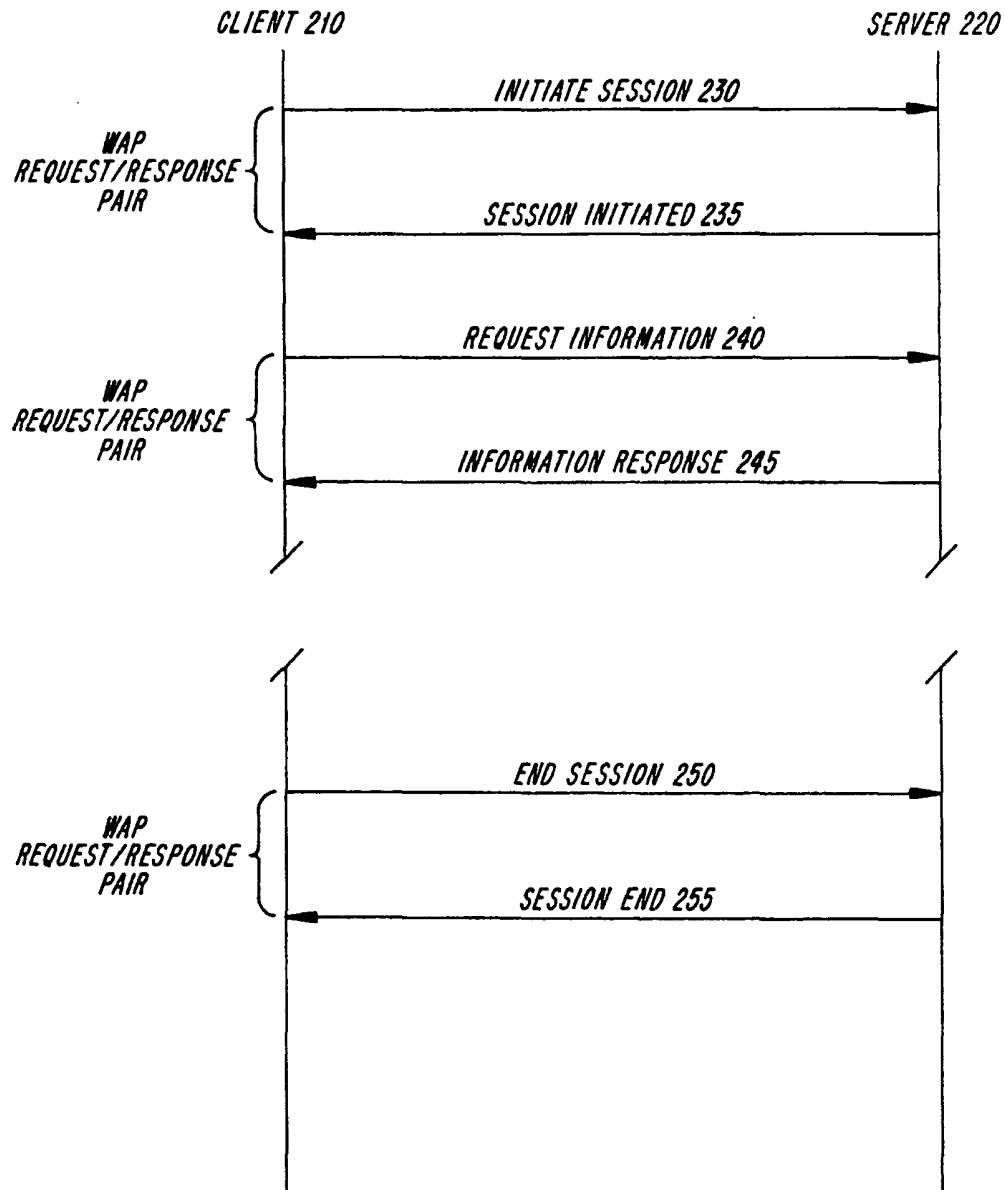 CLIENT 210
SERVER 220
INITIATE SESSION 230
WAP
REQUEST/RESPONSE
PAIR
SESSION INITIATED 235
REQUEST INFORMATION 240
WAP
REQUEST/RESPONSE
PAIR
INFORMATION RESPONSE 245
END SESSION 250
WAP
REQUEST/RESPONSE
PAIR
SESSION END 255